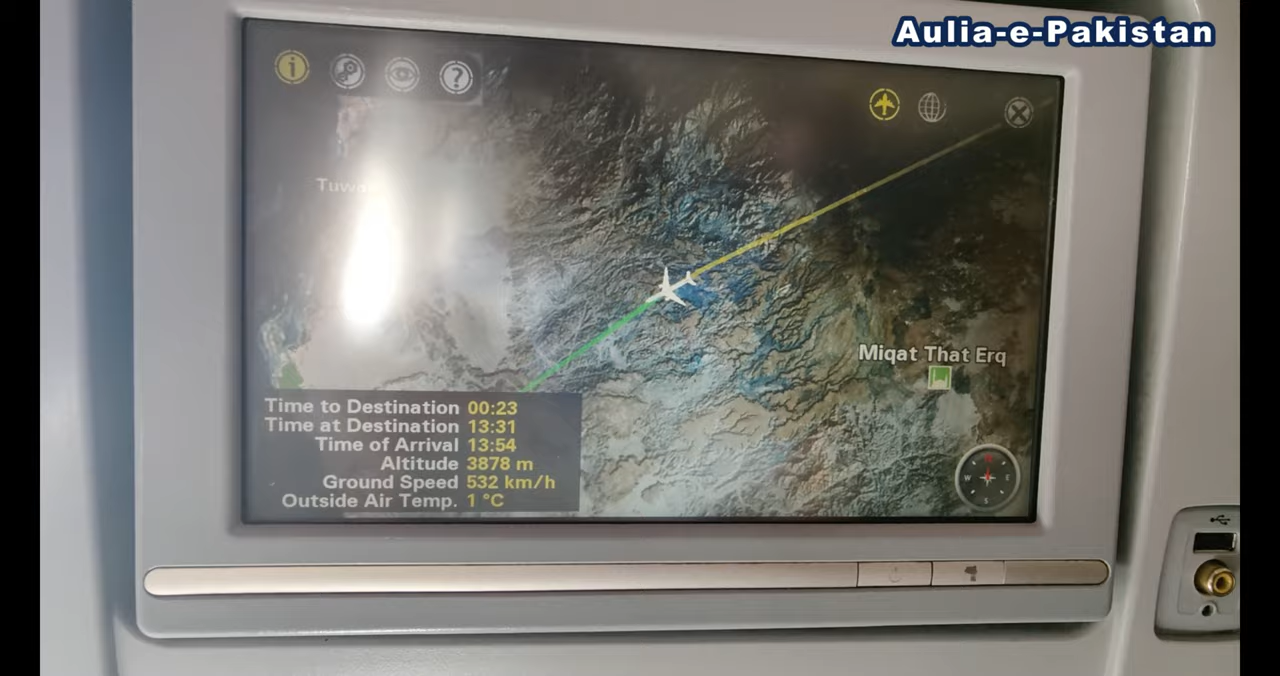 Aulia-e-Pakistan
Miqat That Erq
Time to Destination 00:23
Time at Destination 13:31
Time of Arrival 13:54
Altitude 3878 m
Ground Speed 532 km/h
Outside Air Temp. 1 °C